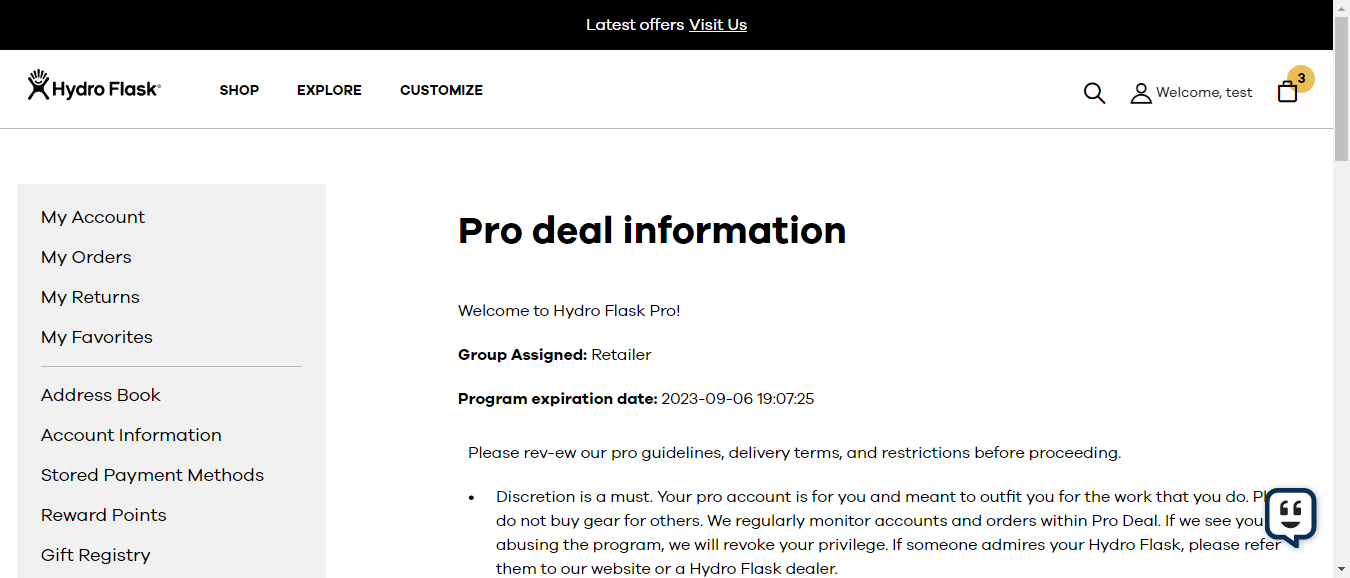 Latest offers Visit Us
Hydro Flask
SHOP EXPLORE CUSTOMIZE
Welcome, test
3
My Account
My Orders
My Returns
My Favorites
Address Book
Account Information
Stored Payment Methods
Reward Points
Gift Registry
Pro deal information
Welcome to Hydro Flask Pro!
Group Assigned: Retailer
Program expiration date: 2023-09-06 19:07:25
Please rev-ew our pro guidelines, delivery terms, and restrictions before proceeding.
• Discretion is a must. Your pro account is for you and meant to outfit you for the work that you do.
do not buy gear for others. We regularly monitor accounts and orders within Pro Deal. If we see you
abusing the program, we will revoke your privilege. If someone admires your Hydro Flask, please refer
them to our website or a Hydro Flask dealer.